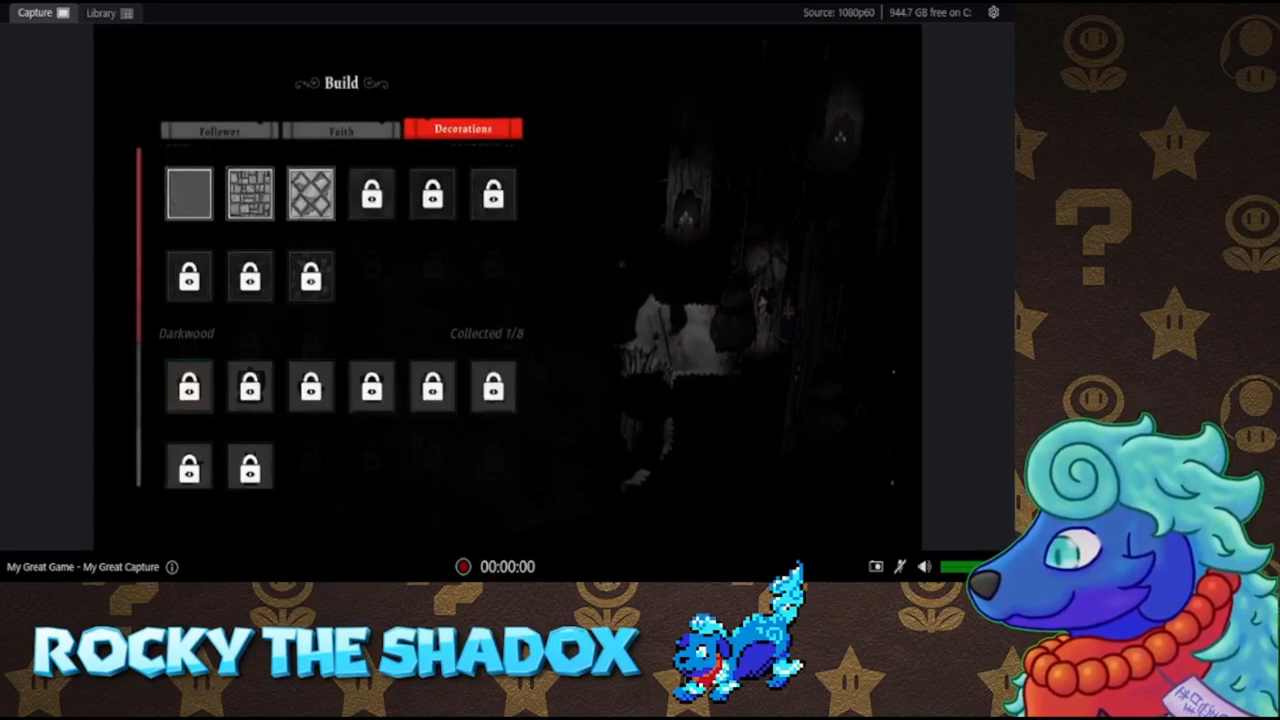 Capture
Library
Source: 1080p60
944.7 GB free on C:
Build
Follower
Faith
Decorations
Darkwood
Collected 1/8
My Great Game - My Great Capture
00:00:00
ROCKY THE SHADOX